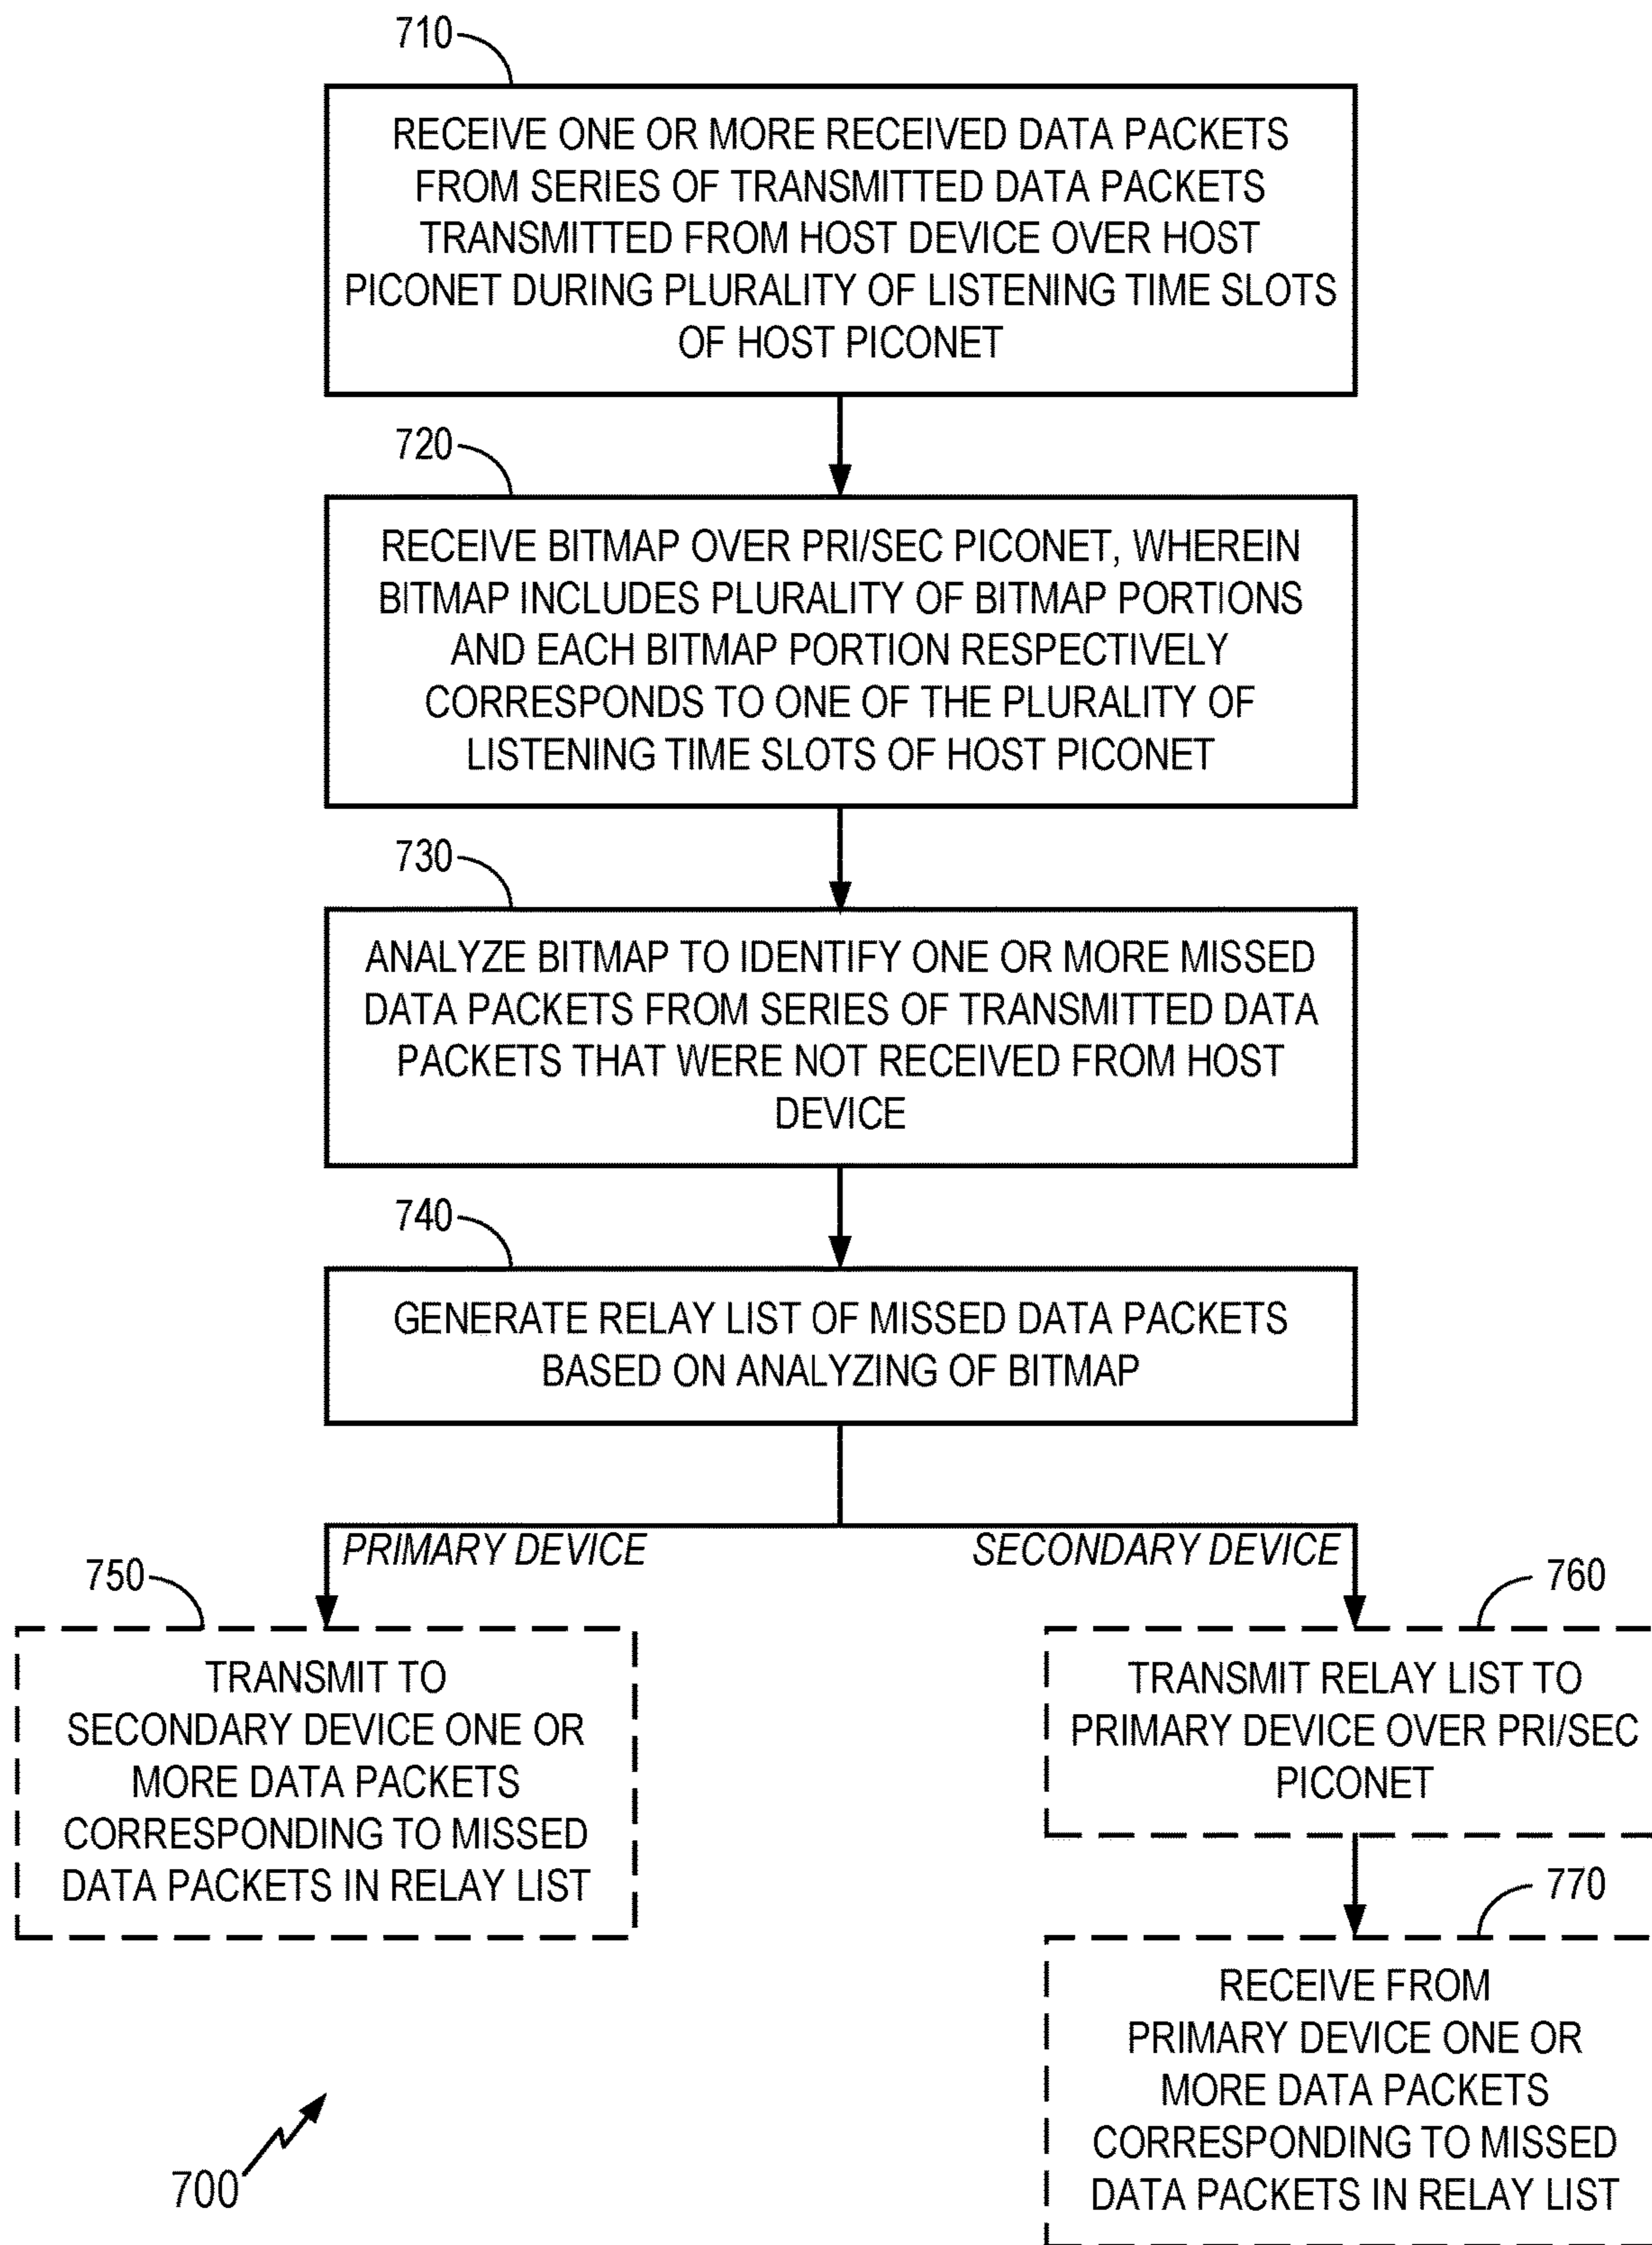 710
RECEIVE ONE OR MORE RECEIVED DATA PACKETS
FROM SERIES OF TRANSMITTED DATA PACKETS
TRANSMITTED FROM HOST DEVICE OVER HOST
PICONET DURING PLURALITY OF LISTENING TIME SLOTS
OF HOST PICONET
720
RECEIVE BITMAP OVER PRI/SEC PICONET, WHEREIN
BITMAP INCLUDES PLURALITY OF BITMAP PORTIONS
AND EACH BITMAP PORTION RESPECTIVELY
CORRESPONDS TO ONE OF THE PLURALITY OF
LISTENING TIME SLOTS OF HOST PICONET
730
ANALYZE BITMAP TO IDENTIFY ONE OR MORE MISSED
DATA PACKETS FROM SERIES OF TRANSMITTED DATA
PACKETS THAT WERE NOT RECEIVED FROM HOST
DEVICE
740
GENERATE RELAY LIST OF MISSED DATA PACKETS
BASED ON ANALYZING OF BITMAP
PRIMARY DEVICE
750
TRANSMIT TO
SECONDARY DEVICE ONE OR
MORE DATA PACKETS
CORRESPONDING TO MISSED
DATA PACKETS IN RELAY LIST
SECONDARY DEVICE
760
TRANSMIT RELAY LIST TO
PRIMARY DEVICE OVER PRI/SEC
PICONET
770
RECEIVE FROM
PRIMARY DEVICE ONE OR
MORE DATA PACKETS
CORRESPONDING TO MISSED
DATA PACKETS IN RELAY LIST
700